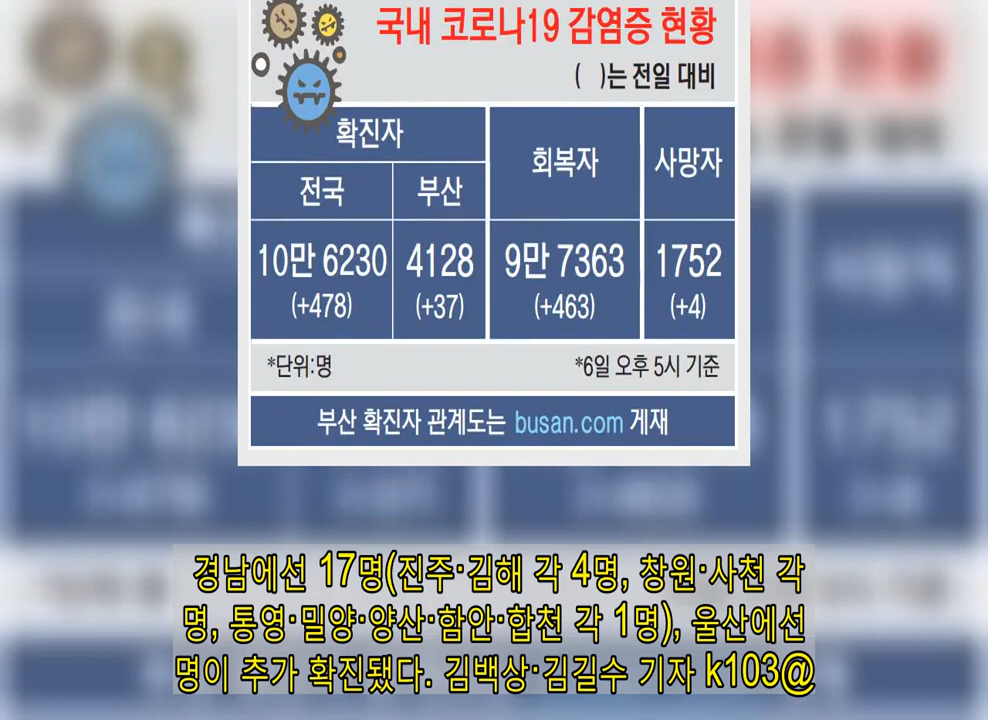 국내 코로나19 감염증 현황
( )는 전일 대비
확진자
회복자
사망자
전국
부산
10만 6230
4128
9만 7363
1752
(+478)
(+37)
(+463)
(+4)
*단위:명
*6일 오후 5시 기준
부산 확진자 관계도는 busan.com 게재
경남에선 17명(진주·김해 각 4명, 창원·사천 각
명, 통영·밀양·양산·함안·합천 각 1명), 울산에선
명이 추가 확진됐다. 김백상·김길수 기자 k103@